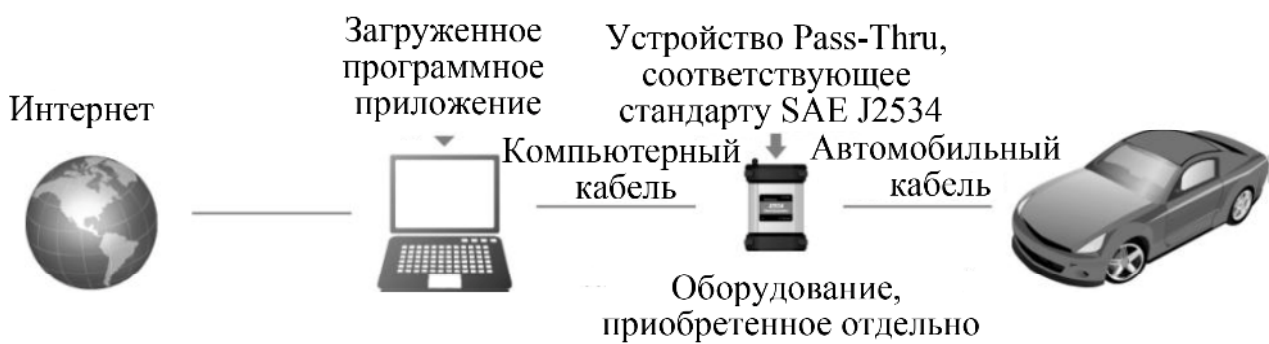 Интернет
Загруженное
программное
приложение
Устройство Pass-Thru,
соответствующее
стандарту SAE J2534
Компьютерный
кабель
Автомобильный
кабель
Оборудование,
приобретенное отдельно